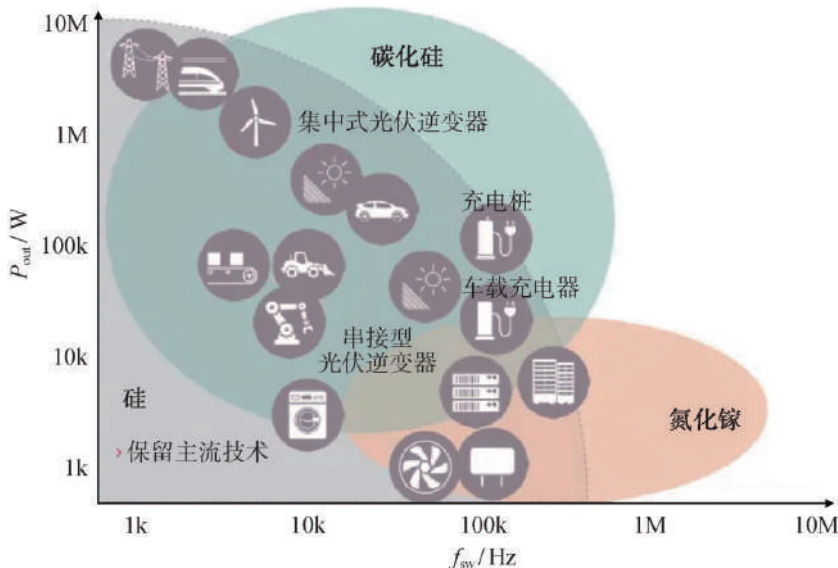 10M
碳化硅
集中式光伏逆变器
1M
充电桩
P_out / W
100k
车载充电器
串接型
光伏逆变器
10k
硅
氮化镓
›保留主流技术
1k
1k
10k
100k
1M
10M
f_sw / Hz